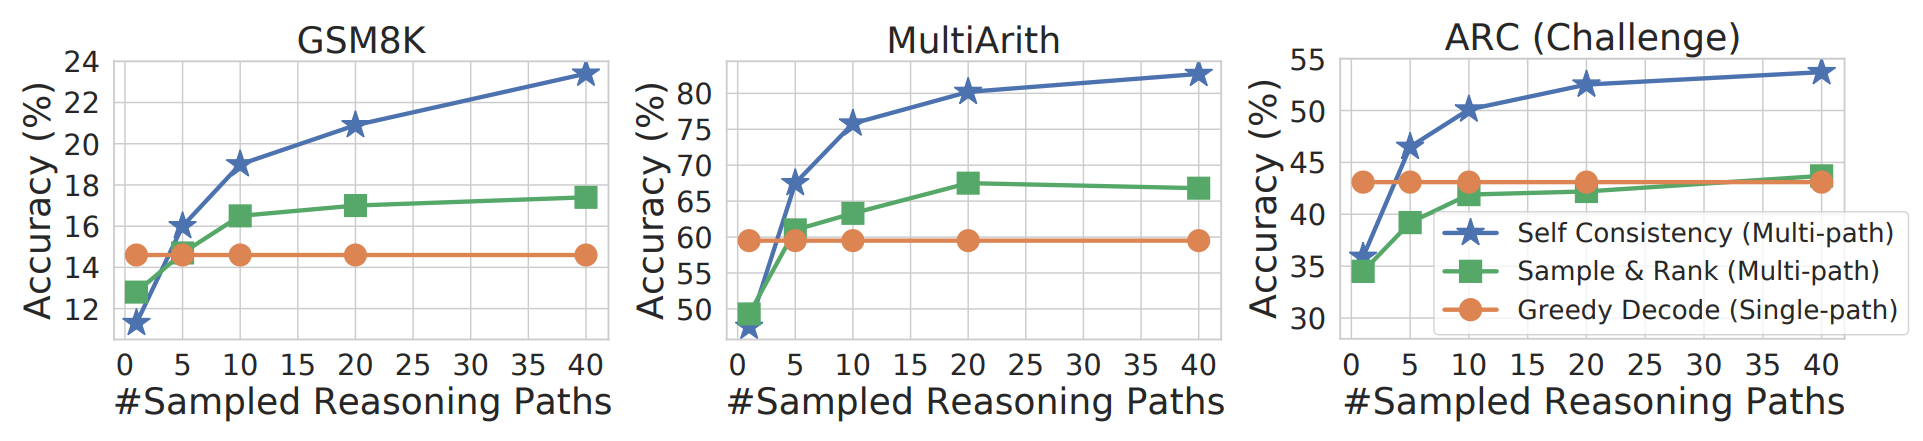 GSM8K
Accuracy (%)
24
22
20
18
16
14
12
0 5 10 15 20 25 30 35 40
#Sampled Reasoning Paths
MultiArith
Accuracy (%)
80
75
70
65
60
55
50
0 5 10 15 20 25 30 35 40
#Sampled Reasoning Paths
ARC (Challenge)
Accuracy (%)
55
50
45
40
35
30
Self Consistency (Multi-path)
Sample & Rank (Multi-path)
Greedy Decode (Single-path)
0 5 10 15 20 25 30 35 40
#Sampled Reasoning Paths